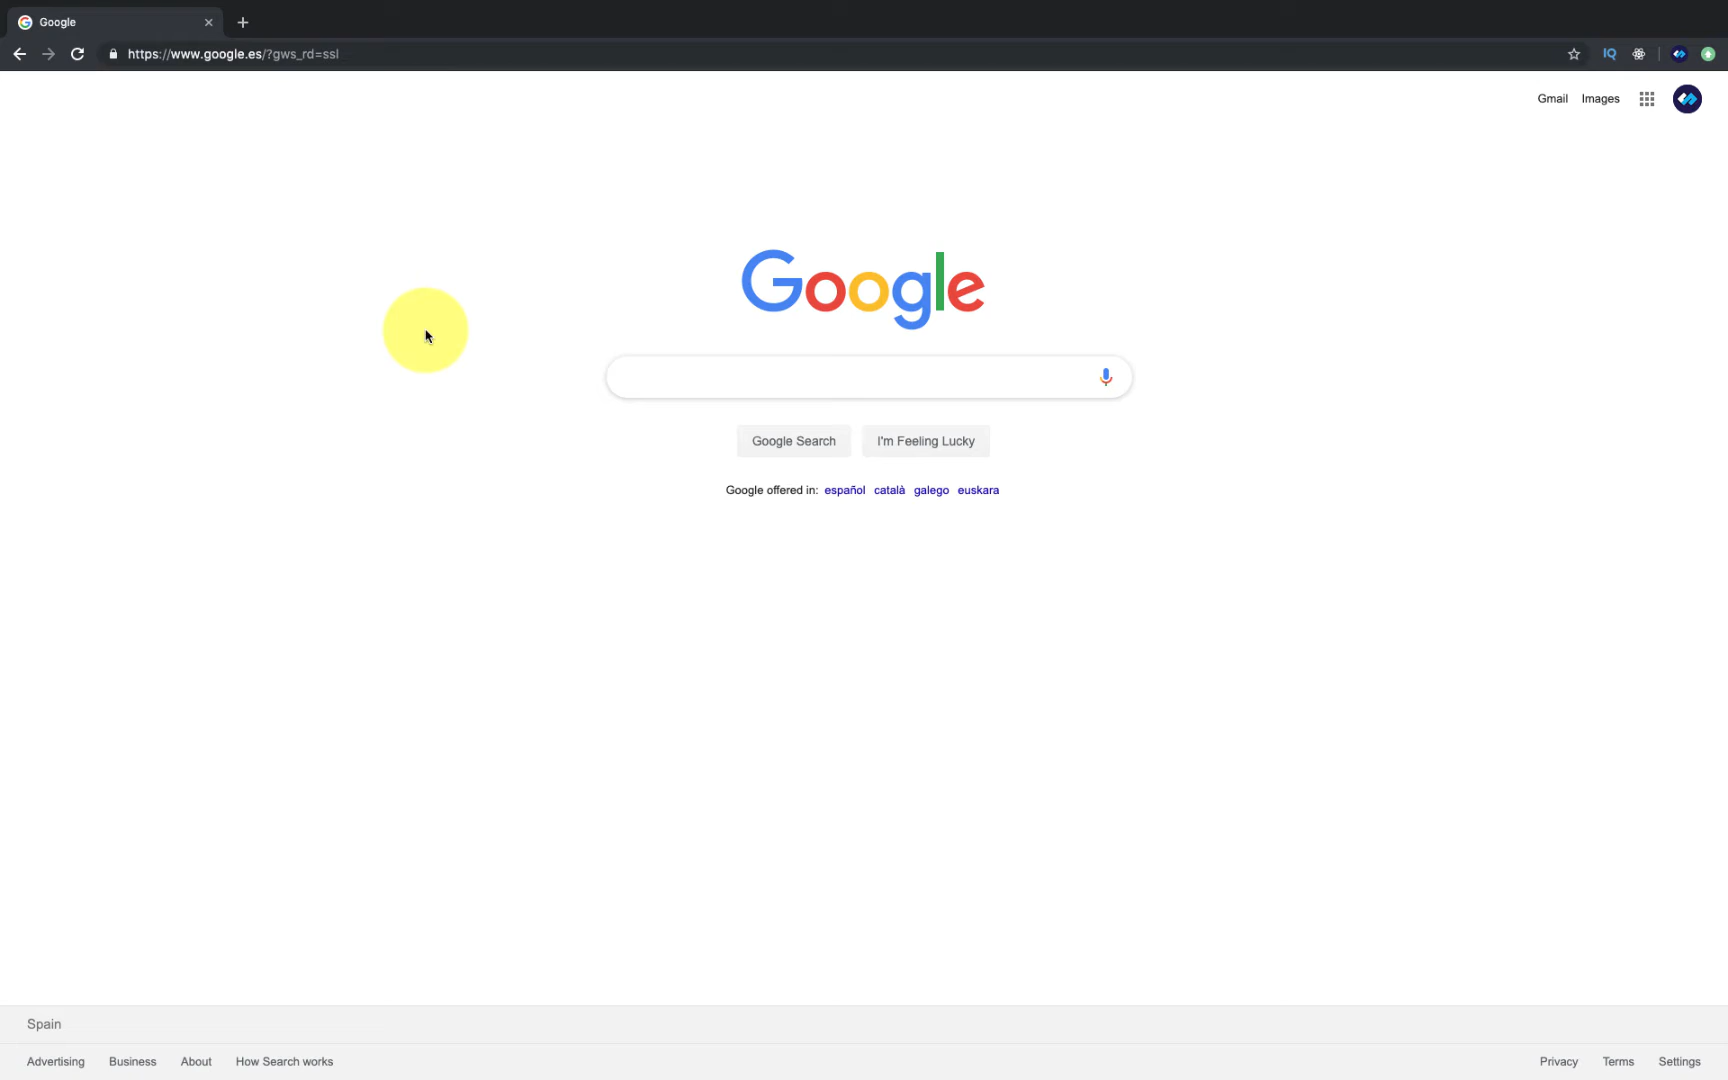 Google
https://www.google.es/?gws_rd=ssl
IQ
Gmail Images
Google
Google Search I'm Feeling Lucky
Google offered in: español català galego euskara
Spain
Advertising Business About How Search works Privacy Terms Settings